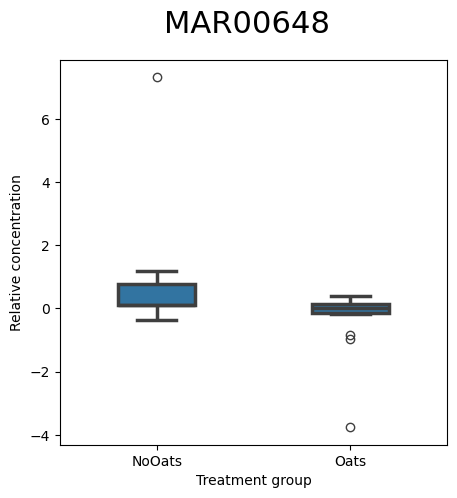 MAR00648
Relative concentration
6
4
2
0
−2
−4
NoOats
Oats
Treatment group